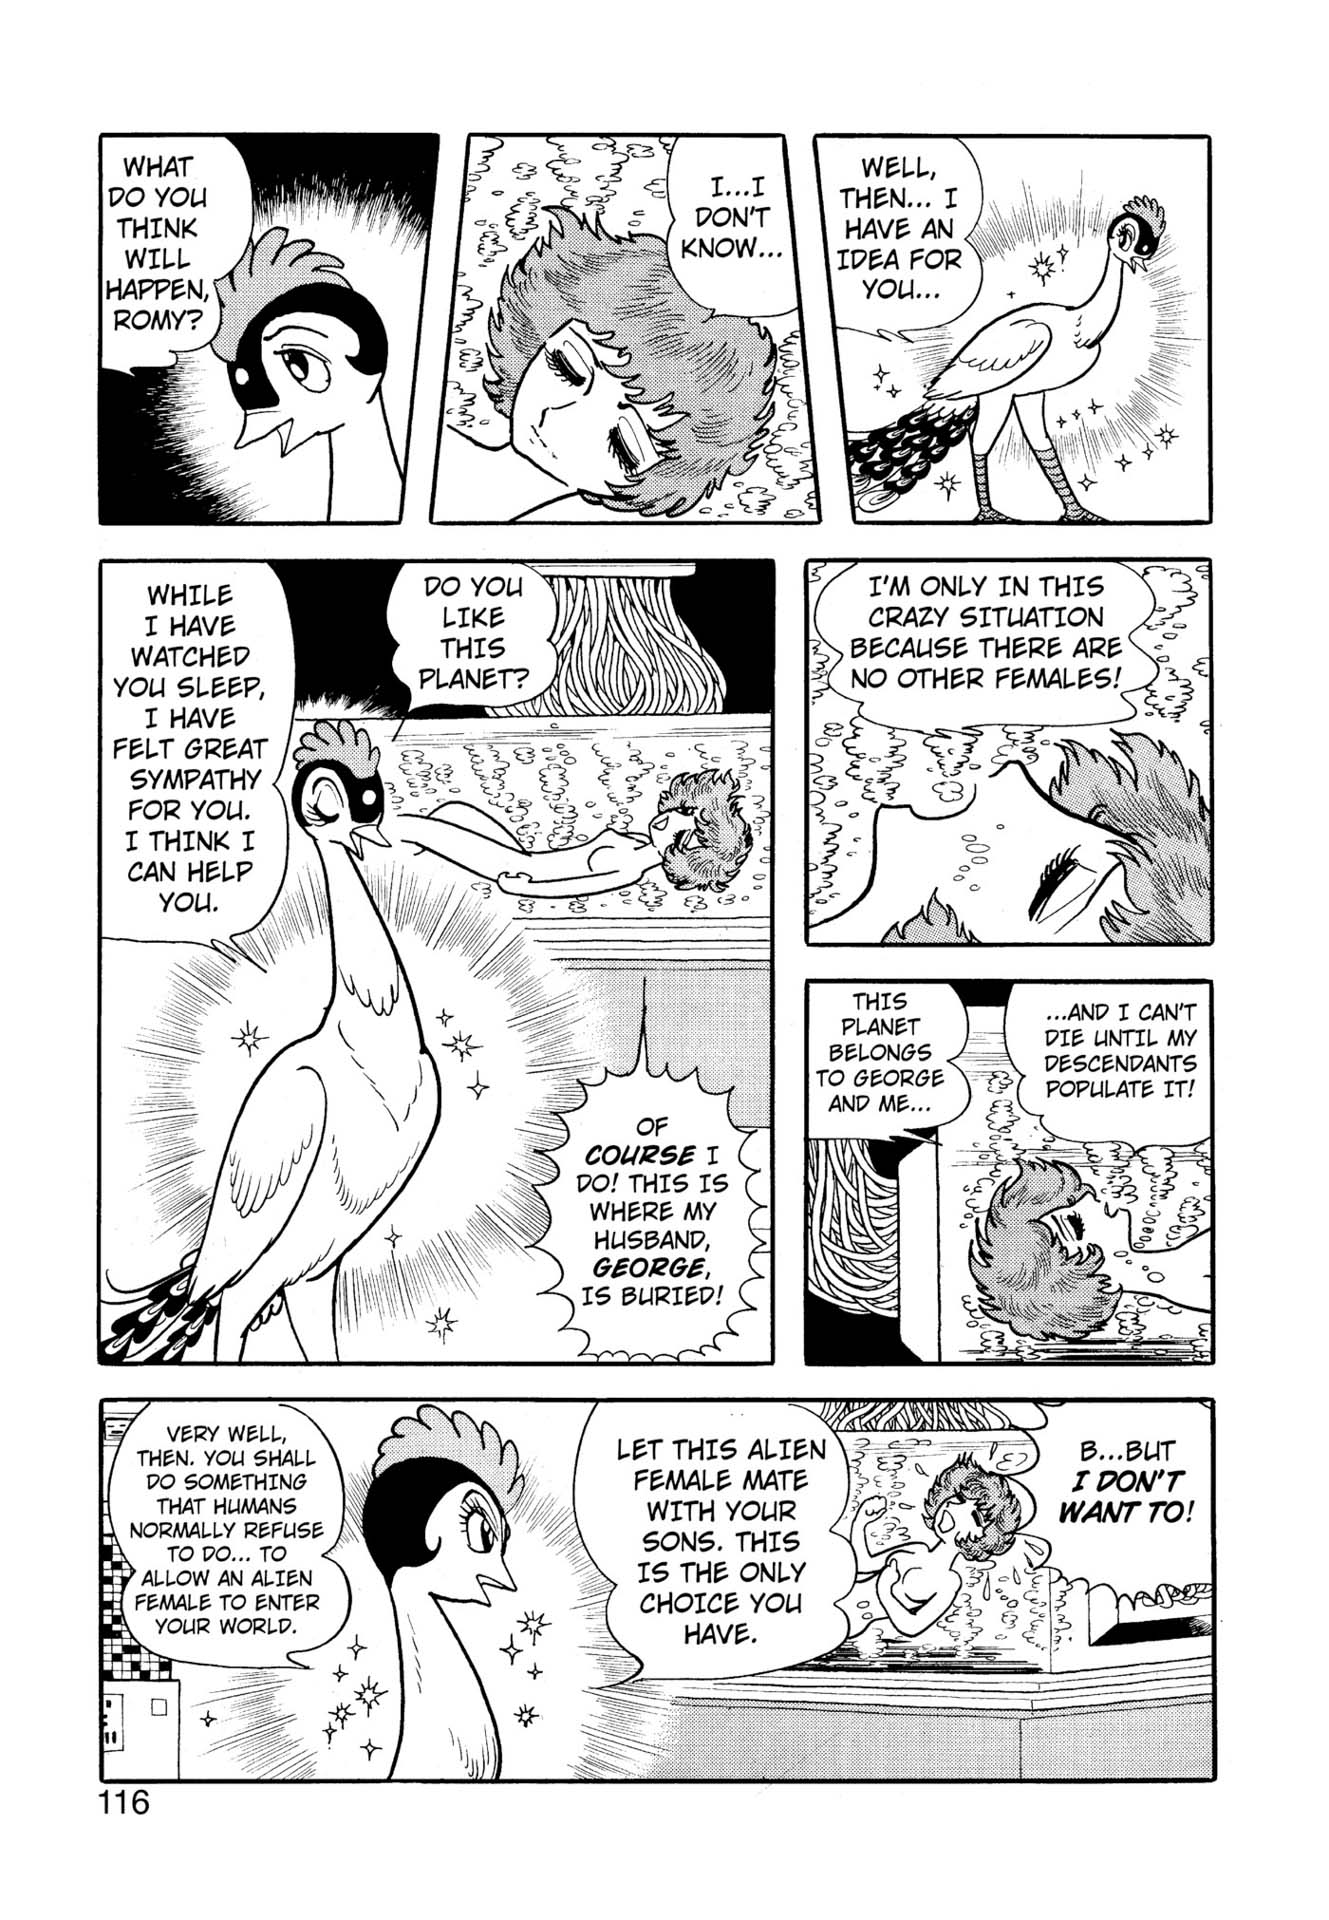 WHAT
DO YOU
THINK
WILL
HAPPEN,
ROMY?
I...I
DON'T
KNOW...
WELL,
THEN... I
HAVE AN
IDEA FOR
YOU...
WHILE
I HAVE
WATCHED
YOU SLEEP,
I HAVE
FELT GREAT
SYMPATHY
FOR YOU.
I THINK I
CAN HELP
YOU.
DO YOU
LIKE
THIS
PLANET?
OF
COURSE I
DO! THIS IS
WHERE MY
HUSBAND,
GEORGE,
IS BURIED!
I'M ONLY IN THIS
CRAZY SITUATION
BECAUSE THERE ARE
NO OTHER FEMALES!
THIS
PLANET
BELONGS
TO GEORGE
AND ME...
...AND I CAN'T
DIE UNTIL MY
DESCENDANTS
POPULATE IT!
VERY WELL,
THEN. YOU SHALL
DO SOMETHING
THAT HUMANS
NORMALLY REFUSE
TO DO... TO
ALLOW AN ALIEN
FEMALE TO ENTER
YOUR WORLD.
LET THIS ALIEN
FEMALE MATE
WITH YOUR
SONS. THIS
IS THE ONLY
CHOICE YOU
HAVE.
B...BUT
I DON'T
WANT TO!
116